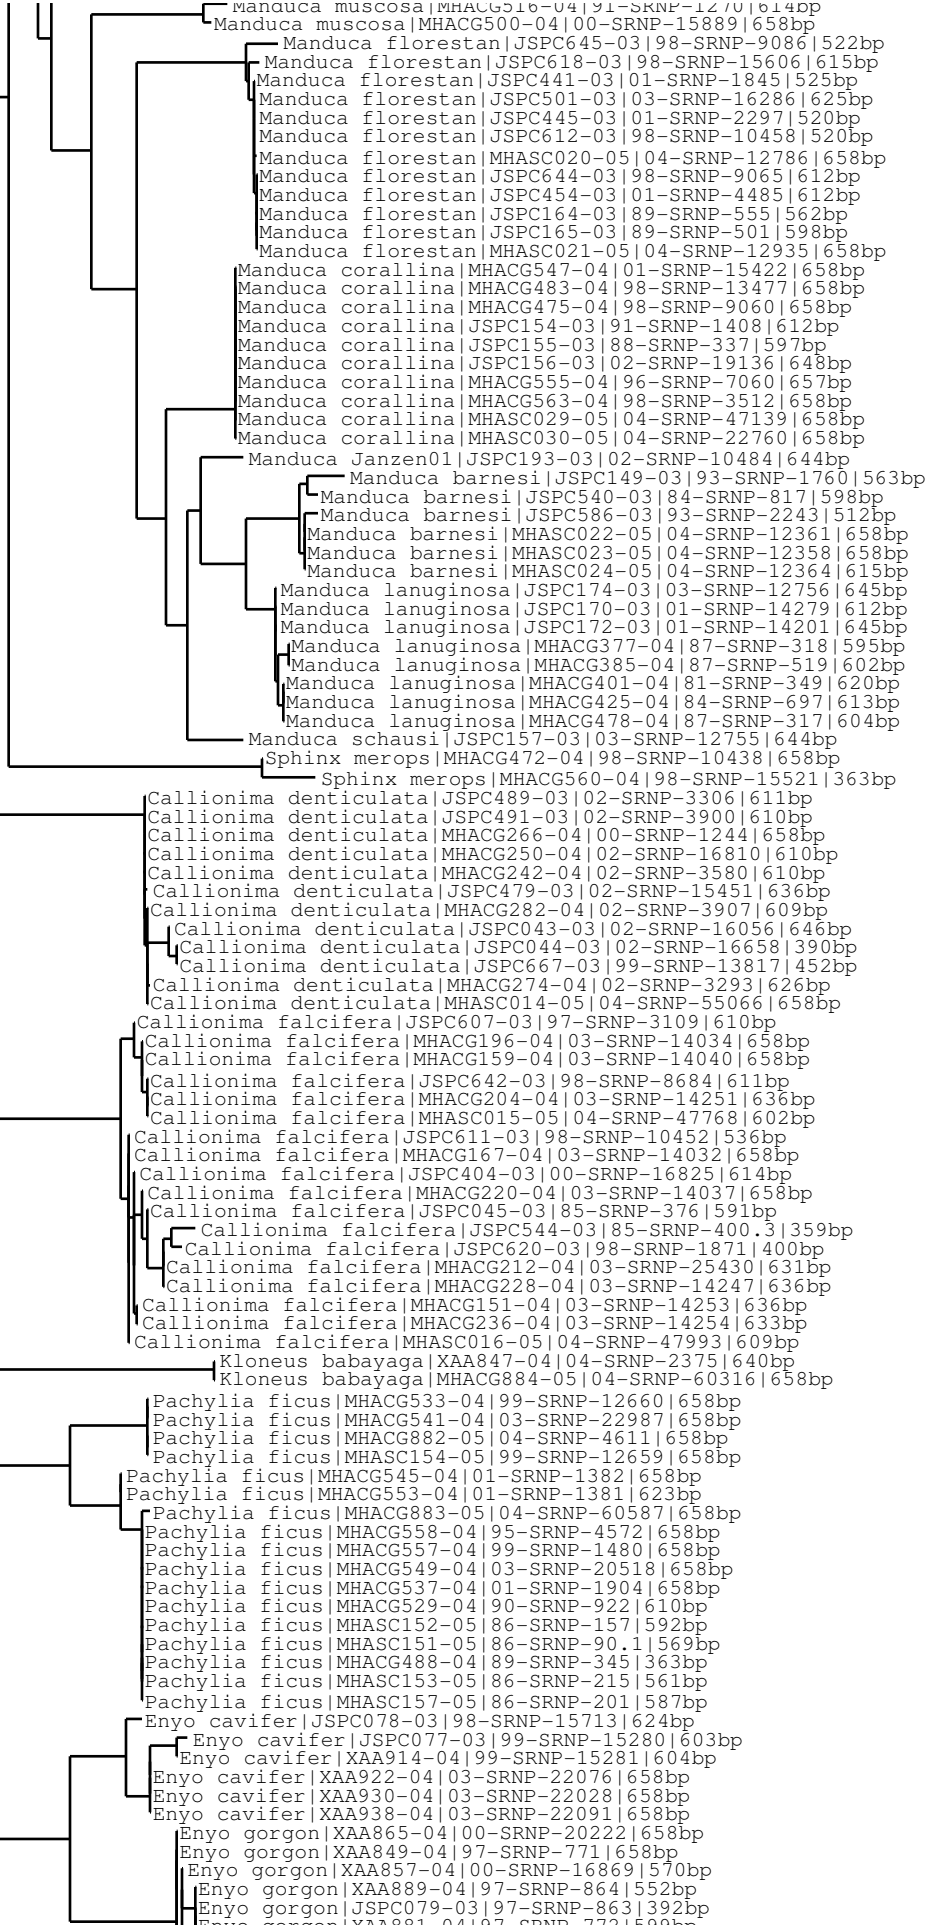 Manduca muscosa|MHACG516-04|91-SRNP-1270|614bp
Manduca muscosa|MHACG500-04|00-SRNP-15889|658bp
Manduca florestan|JSPC645-03|98-SRNP-9086|522bp
Manduca florestan|JSPC618-03|98-SRNP-15606|615bp
Manduca florestan|JSPC441-03|01-SRNP-1845|525bp
Manduca florestan|JSPC501-03|03-SRNP-16286|625bp
Manduca florestan|JSPC445-03|01-SRNP-2297|520bp
Manduca florestan|JSPC612-03|98-SRNP-10458|520bp
Manduca florestan|MHASC020-05|04-SRNP-12786|658bp
Manduca florestan|JSPC644-03|98-SRNP-9065|612bp
Manduca florestan|JSPC454-03|01-SRNP-4485|612bp
Manduca florestan|JSPC164-03|89-SRNP-555|562bp
Manduca florestan|JSPC165-03|89-SRNP-501|598bp
Manduca florestan|MHASC021-05|04-SRNP-12935|658bp
Manduca corallina|MHACG547-04|01-SRNP-15422|658bp
Manduca corallina|MHACG483-04|98-SRNP-13477|658bp
Manduca corallina|MHACG475-04|98-SRNP-9060|658bp
Manduca corallina|JSPC154-03|91-SRNP-1408|612bp
Manduca corallina|JSPC155-03|88-SRNP-337|597bp
Manduca corallina|JSPC156-03|02-SRNP-19136|648bp
Manduca corallina|MHACG555-04|96-SRNP-7060|657bp
Manduca corallina|MHACG563-04|98-SRNP-3512|658bp
Manduca corallina|MHASC029-05|04-SRNP-47139|658bp
Manduca corallina|MHASC030-05|04-SRNP-22760|658bp
Manduca Janzen01|JSPC193-03|02-SRNP-10484|644bp
Manduca barnesi|JSPC149-03|93-SRNP-1760|563bp
Manduca barnesi|JSPC540-03|84-SRNP-817|598bp
Manduca barnesi|JSPC586-03|93-SRNP-2243|512bp
Manduca barnesi|MHASC022-05|04-SRNP-12361|658bp
Manduca barnesi|MHASC023-05|04-SRNP-12358|658bp
Manduca barnesi|MHASC024-05|04-SRNP-12364|615bp
Manduca lanuginosa|JSPC174-03|03-SRNP-12756|645bp
Manduca lanuginosa|JSPC170-03|01-SRNP-14279|612bp
Manduca lanuginosa|JSPC172-03|01-SRNP-14201|645bp
Manduca lanuginosa|MHACG377-04|87-SRNP-318|595bp
Manduca lanuginosa|MHACG385-04|87-SRNP-519|602bp
Manduca lanuginosa|MHACG401-04|81-SRNP-349|620bp
Manduca lanuginosa|MHACG425-04|84-SRNP-697|613bp
Manduca lanuginosa|MHACG478-04|87-SRNP-317|604bp
Manduca schausi|JSPC157-03|03-SRNP-12755|644bp
Sphinx merops|MHACG472-04|98-SRNP-10438|658bp
Sphinx merops|MHACG560-04|98-SRNP-15521|363bp
Callionima denticulata|JSPC489-03|02-SRNP-3306|611bp
Callionima denticulata|JSPC491-03|02-SRNP-3900|610bp
Callionima denticulata|MHACG266-04|00-SRNP-1244|658bp
Callionima denticulata|MHACG250-04|02-SRNP-16810|610bp
Callionima denticulata|MHACG242-04|02-SRNP-3580|610bp
Callionima denticulata|JSPC479-03|02-SRNP-15451|636bp
Callionima denticulata|MHACG282-04|02-SRNP-3907|609bp
Callionima denticulata|JSPC043-03|02-SRNP-16056|646bp
Callionima denticulata|JSPC044-03|02-SRNP-16658|390bp
Callionima denticulata|JSPC667-03|99-SRNP-13817|452bp
Callionima denticulata|MHACG274-04|02-SRNP-3293|626bp
Callionima denticulata|MHASC014-05|04-SRNP-55066|658bp
Callionima falcifera|JSPC607-03|97-SRNP-3109|610bp
Callionima falcifera|MHACG196-04|03-SRNP-14034|658bp
Callionima falcifera|MHACG159-04|03-SRNP-14040|658bp
Callionima falcifera|JSPC642-03|98-SRNP-8684|611bp
Callionima falcifera|MHACG204-04|03-SRNP-14251|636bp
Callionima falcifera|MHASC015-05|04-SRNP-47768|602bp
Callionima falcifera|JSPC611-03|98-SRNP-10452|536bp
Callionima falcifera|MHACG167-04|03-SRNP-14032|658bp
Callionima falcifera|JSPC404-03|00-SRNP-16825|614bp
Callionima falcifera|MHACG220-04|03-SRNP-14037|658bp
Callionima falcifera|JSPC045-03|85-SRNP-376|591bp
Callionima falcifera|JSPC544-03|85-SRNP-400.3|359bp
Callionima falcifera|JSPC620-03|98-SRNP-1871|400bp
Callionima falcifera|MHACG212-04|03-SRNP-25430|631bp
Callionima falcifera|MHACG228-04|03-SRNP-14247|636bp
Callionima falcifera|MHACG151-04|03-SRNP-14253|636bp
Callionima falcifera|MHACG236-04|03-SRNP-14254|633bp
Callionima falcifera|MHASC016-05|04-SRNP-47993|609bp
Kloneus babayaga|XAA847-04|04-SRNP-2375|640bp
Kloneus babayaga|MHACG884-05|04-SRNP-60316|658bp
Pachylia ficus|MHACG533-04|99-SRNP-12660|658bp
Pachylia ficus|MHACG541-04|03-SRNP-22987|658bp
Pachylia ficus|MHACG882-05|04-SRNP-4611|658bp
Pachylia ficus|MHASC154-05|99-SRNP-12659|658bp
Pachylia ficus|MHACG545-04|01-SRNP-1382|658bp
Pachylia ficus|MHACG553-04|01-SRNP-1381|623bp
Pachylia ficus|MHACG883-05|04-SRNP-60587|658bp
Pachylia ficus|MHACG558-04|95-SRNP-4572|658bp
Pachylia ficus|MHACG557-04|99-SRNP-1480|658bp
Pachylia ficus|MHACG549-04|03-SRNP-20518|658bp
Pachylia ficus|MHACG537-04|01-SRNP-1904|658bp
Pachylia ficus|MHACG529-04|90-SRNP-922|610bp
Pachylia ficus|MHASC152-05|86-SRNP-157|592bp
Pachylia ficus|MHASC151-05|86-SRNP-90.1|569bp
Pachylia ficus|MHACG488-04|89-SRNP-345|363bp
Pachylia ficus|MHASC153-05|86-SRNP-215|561bp
Pachylia ficus|MHASC157-05|86-SRNP-201|587bp
Enyo cavifer|JSPC078-03|98-SRNP-15713|624bp
Enyo cavifer|JSPC077-03|99-SRNP-15280|603bp
Enyo cavifer|XAA914-04|99-SRNP-15281|604bp
Enyo cavifer|XAA922-04|03-SRNP-22076|658bp
Enyo cavifer|XAA930-04|03-SRNP-22028|658bp
Enyo cavifer|XAA938-04|03-SRNP-22091|658bp
Enyo gorgon|XAA865-04|00-SRNP-20222|658bp
Enyo gorgon|XAA849-04|97-SRNP-771|658bp
Enyo gorgon|XAA857-04|00-SRNP-16869|570bp
Enyo gorgon|XAA889-04|97-SRNP-864|552bp
Enyo gorgon|JSPC079-03|97-SRNP-863|392bp
Enyo gorgon|XAA881-04|97-SRNP-772|599bp